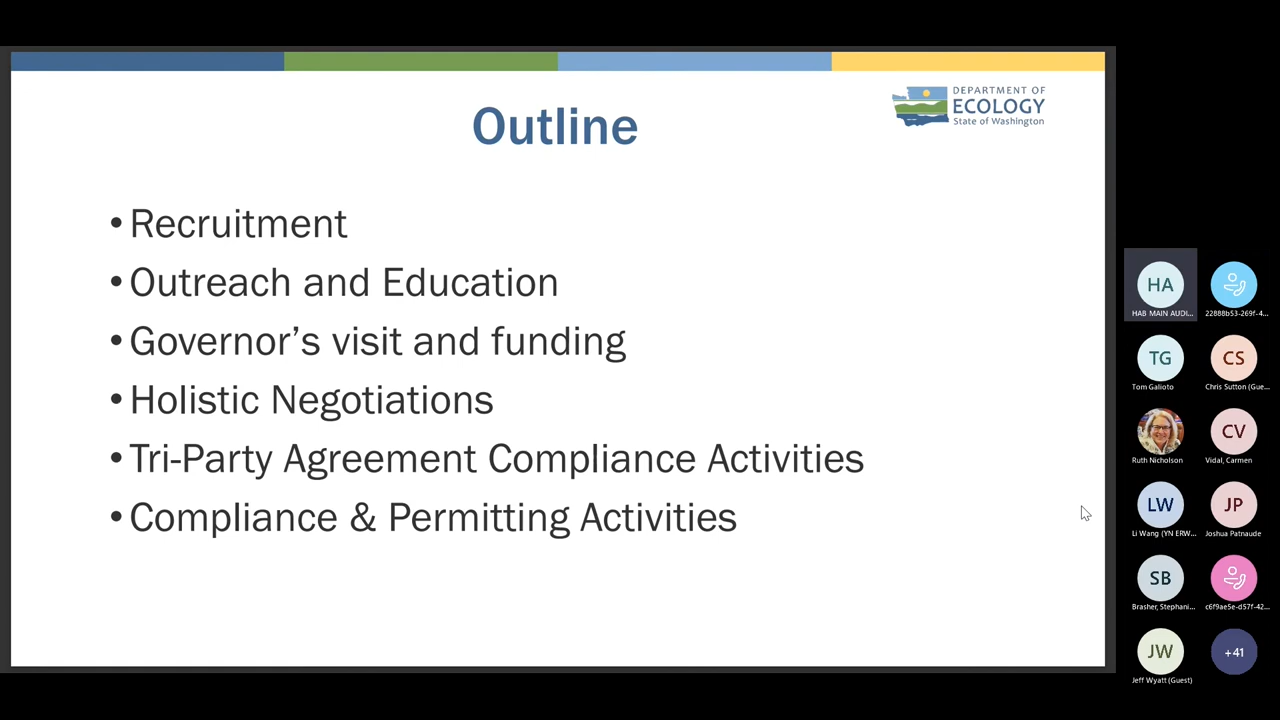 DEPARTMENT OF
ECOLOGY
State of Washington
Outline
• Recruitment
• Outreach and Education
• Governor’s visit and funding
• Holistic Negotiations
• Tri-Party Agreement Compliance Activities
• Compliance & Permitting Activities
HA
HAB MAIN AUDI...
22888b53-269f-4...
TG
Tom Galioto
CS
Chris Sutton (Gue...
Ruth Nicholson
CV
Vidal, Carmen
LW
Li Wang (YN ERW...
JP
Joshua Patnaude
SB
Brasher, Stephani...
c6f9ae5e-d57f-42...
JW
Jeff Wyatt (Guest)
+41